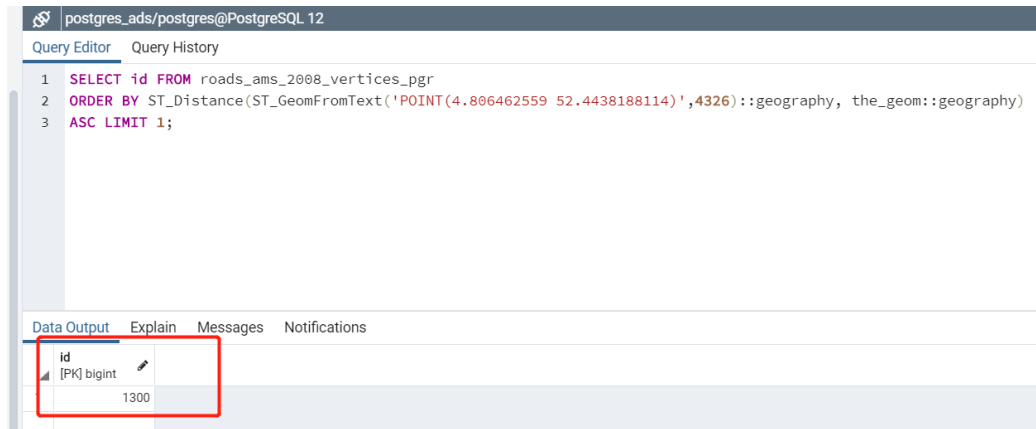 postgres_ads/postgres@PostgreSQL 12
Query Editor Query History
1 SELECT id FROM roads_ams_2008_vertices_pgr
2 ORDER BY ST_Distance(ST_GeomFromText('POINT(4.806462559 52.4438188114)',4326)::geography, the_geom::geography)
3 ASC LIMIT 1;
Data Output Explain Messages Notifications
id
[PK] bigint
1300